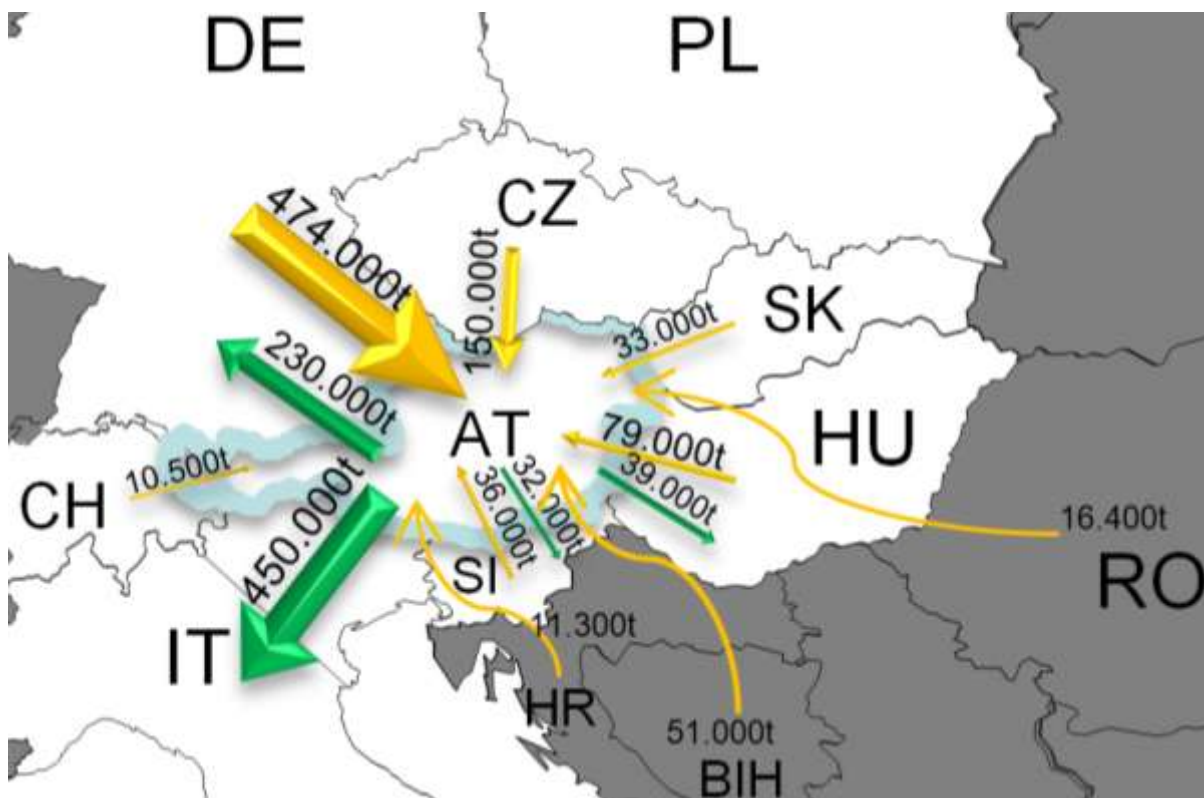 DE
PL
CZ
474.000t
150.000t
SK
33.000t
230.000t
AT
HU
79.000t
10.500t
39.000t
CH
36.000t
32.000t
450.000t
16.400t
SI
RO
11.300t
IT
HR
51.000t
BIH